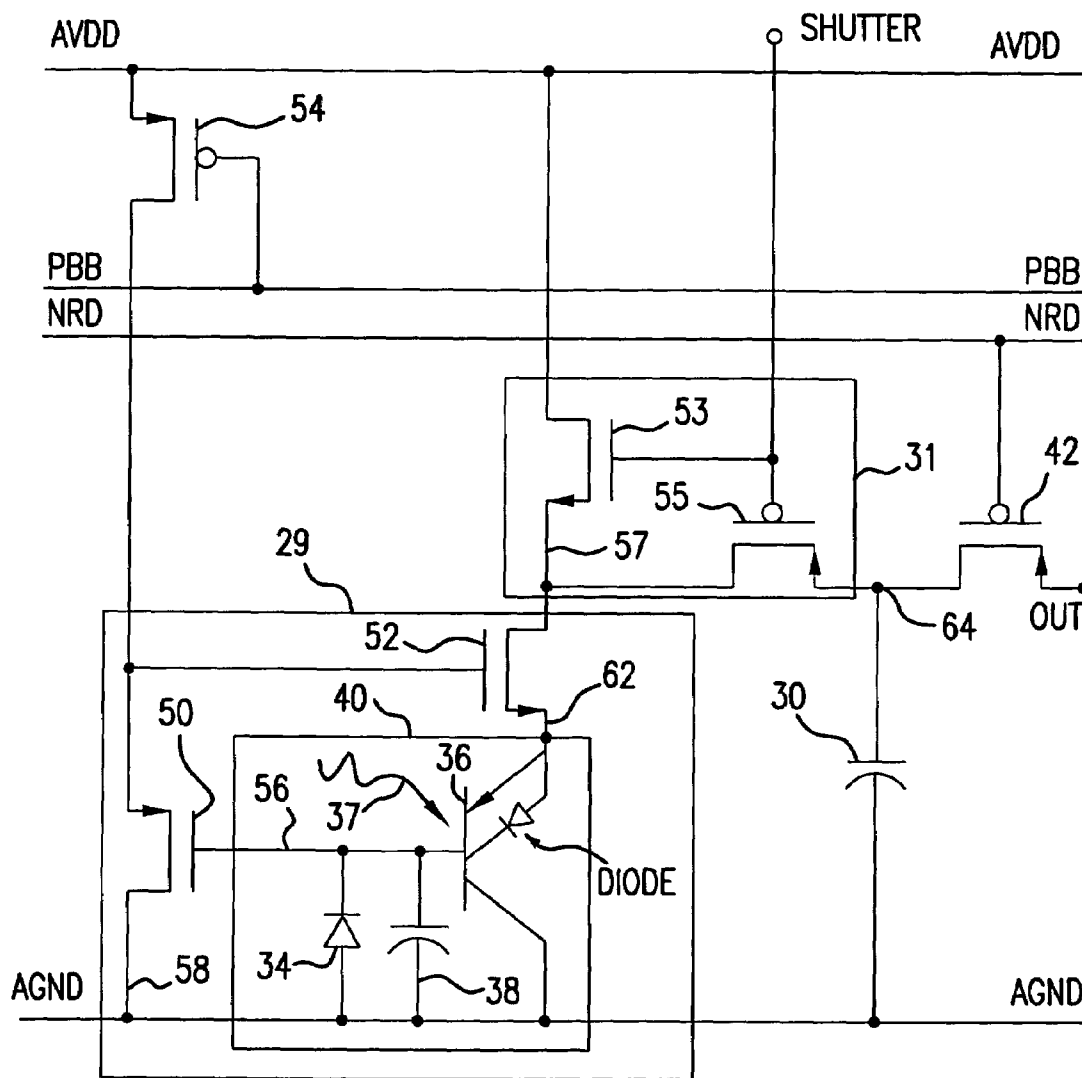 AVDD
SHUTTER
AVDD
54
PBB
PBB
NRD
NRD
53
31
42
55
29
57
52
64
OUT
62
40
30
50
36
56
37
DIODE
34
58
38
AGND
AGND